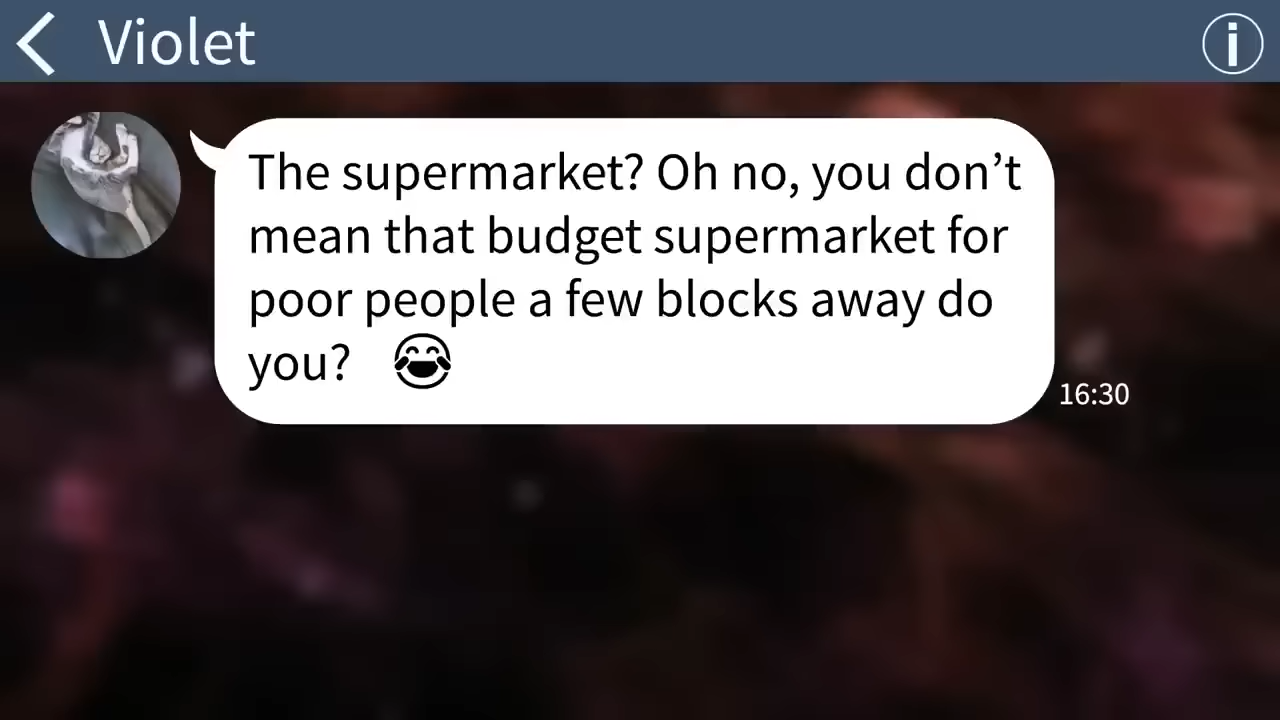 Violet
The supermarket? Oh no, you don’t
mean that budget supermarket for
poor people a few blocks away do
you? 😂
16:30